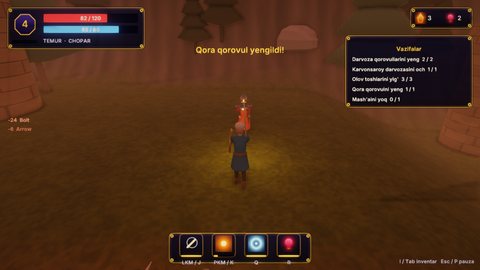 4
82 / 120
TEMUR · CHOPAR
3
2
Qora qorovul yengildi!
Vazifalar
Darvoza qorovullarini yeng 2 / 2
Karvonsaroy darvozasini och 1 / 1
Olov toshlarini yig' 3 / 3
Qora qorovulni yeng 1 / 1
Mash'alni yoq 0 / 1
-24 Bolt
-6 Arrow
LKM / J
PKM / K
Q
I / Tab inventar Esc / P pauza